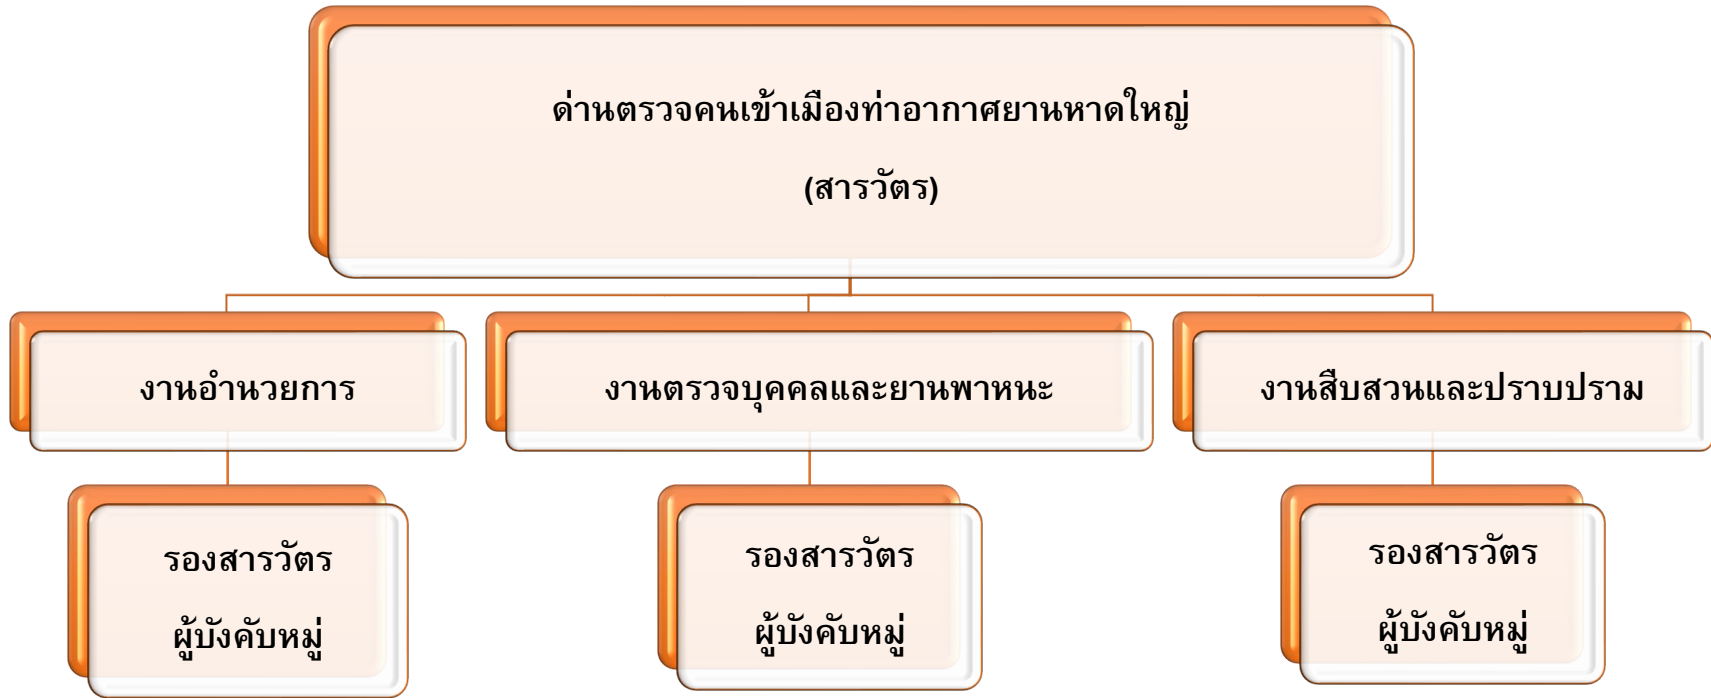 ด่านตรวจคนเข้าเมืองท่าอากาศยานหาดใหญ่
(สารวัตร)
งานอำนวยการ
งานตรวจบุคคลและยานพาหนะ
งานสืบสวนและปราบปราม
รองสารวัตร
ผู้บังคับหมู่
รองสารวัตร
ผู้บังคับหมู่
รองสารวัตร
ผู้บังคับหมู่